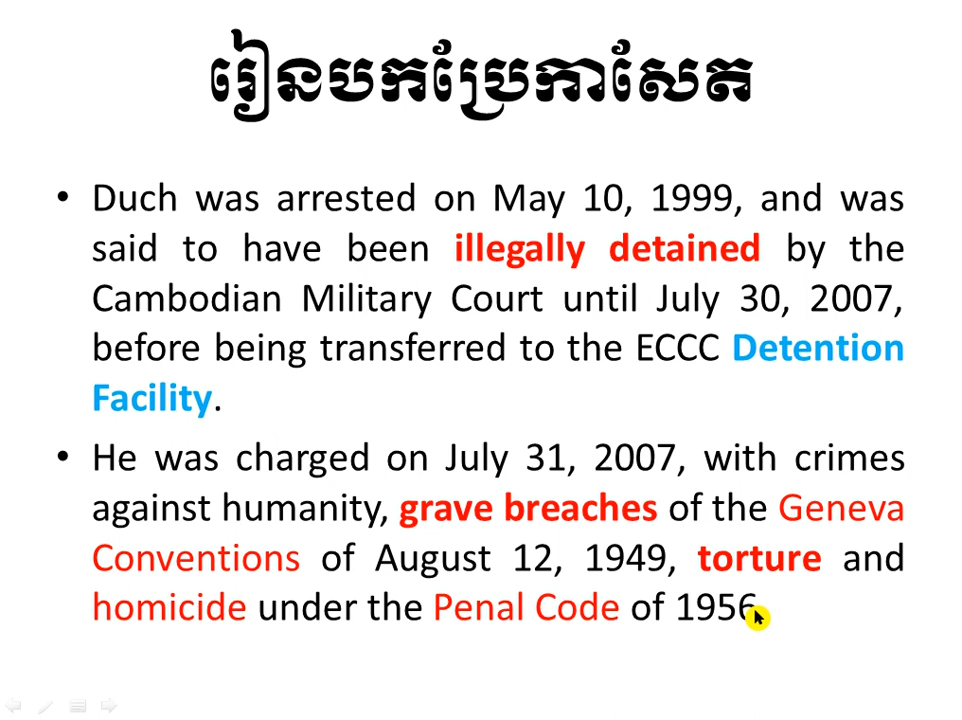 រៀនបកប្រែកាសែត
• Duch was arrested on May 10, 1999, and was
said to have been illegally detained by the
Cambodian Military Court until July 30, 2007,
before being transferred to the ECCC Detention
Facility.
• He was charged on July 31, 2007, with crimes
against humanity, grave breaches of the Geneva
Conventions of August 12, 1949, torture and
homicide under the Penal Code of 1956